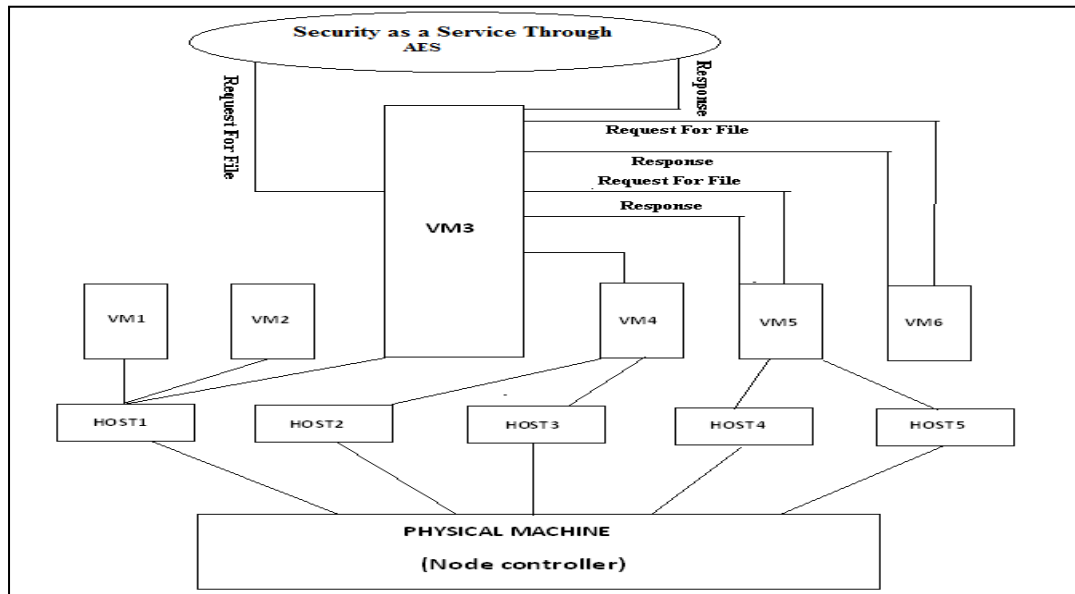 Security as a Service Through
AES
Request For File
Response
Request For File
Response
Request For File
Response
VM3
VM1
VM2
VM4
VM5
VM6
HOST1
HOST2
HOST3
HOST4
HOST5
PHYSICAL MACHINE
(Node controller)